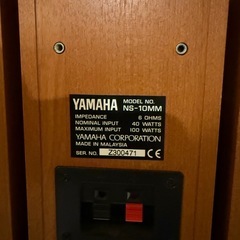 YAMAHA MODEL NO. NS-10MM
IMPEDANCE 6 OHMS
NOMINAL INPUT 40 WATTS
MAXIMUM INPUT 100 WATTS
YAMAHA CORPORATION
MADE IN MALAYSIA
SER. NO. 2300471 CE